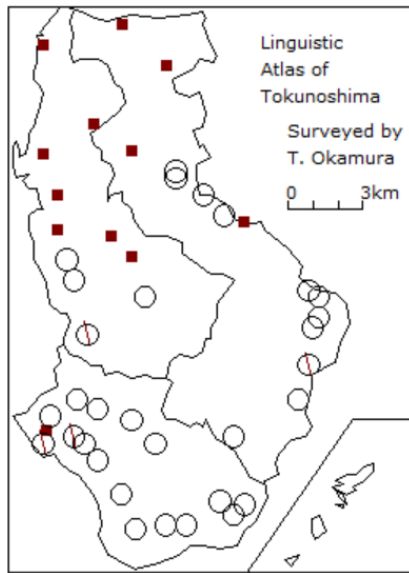 Linguistic
Atlas of
Tokunoshima
Surveyed by
T. Okamura
0 3km